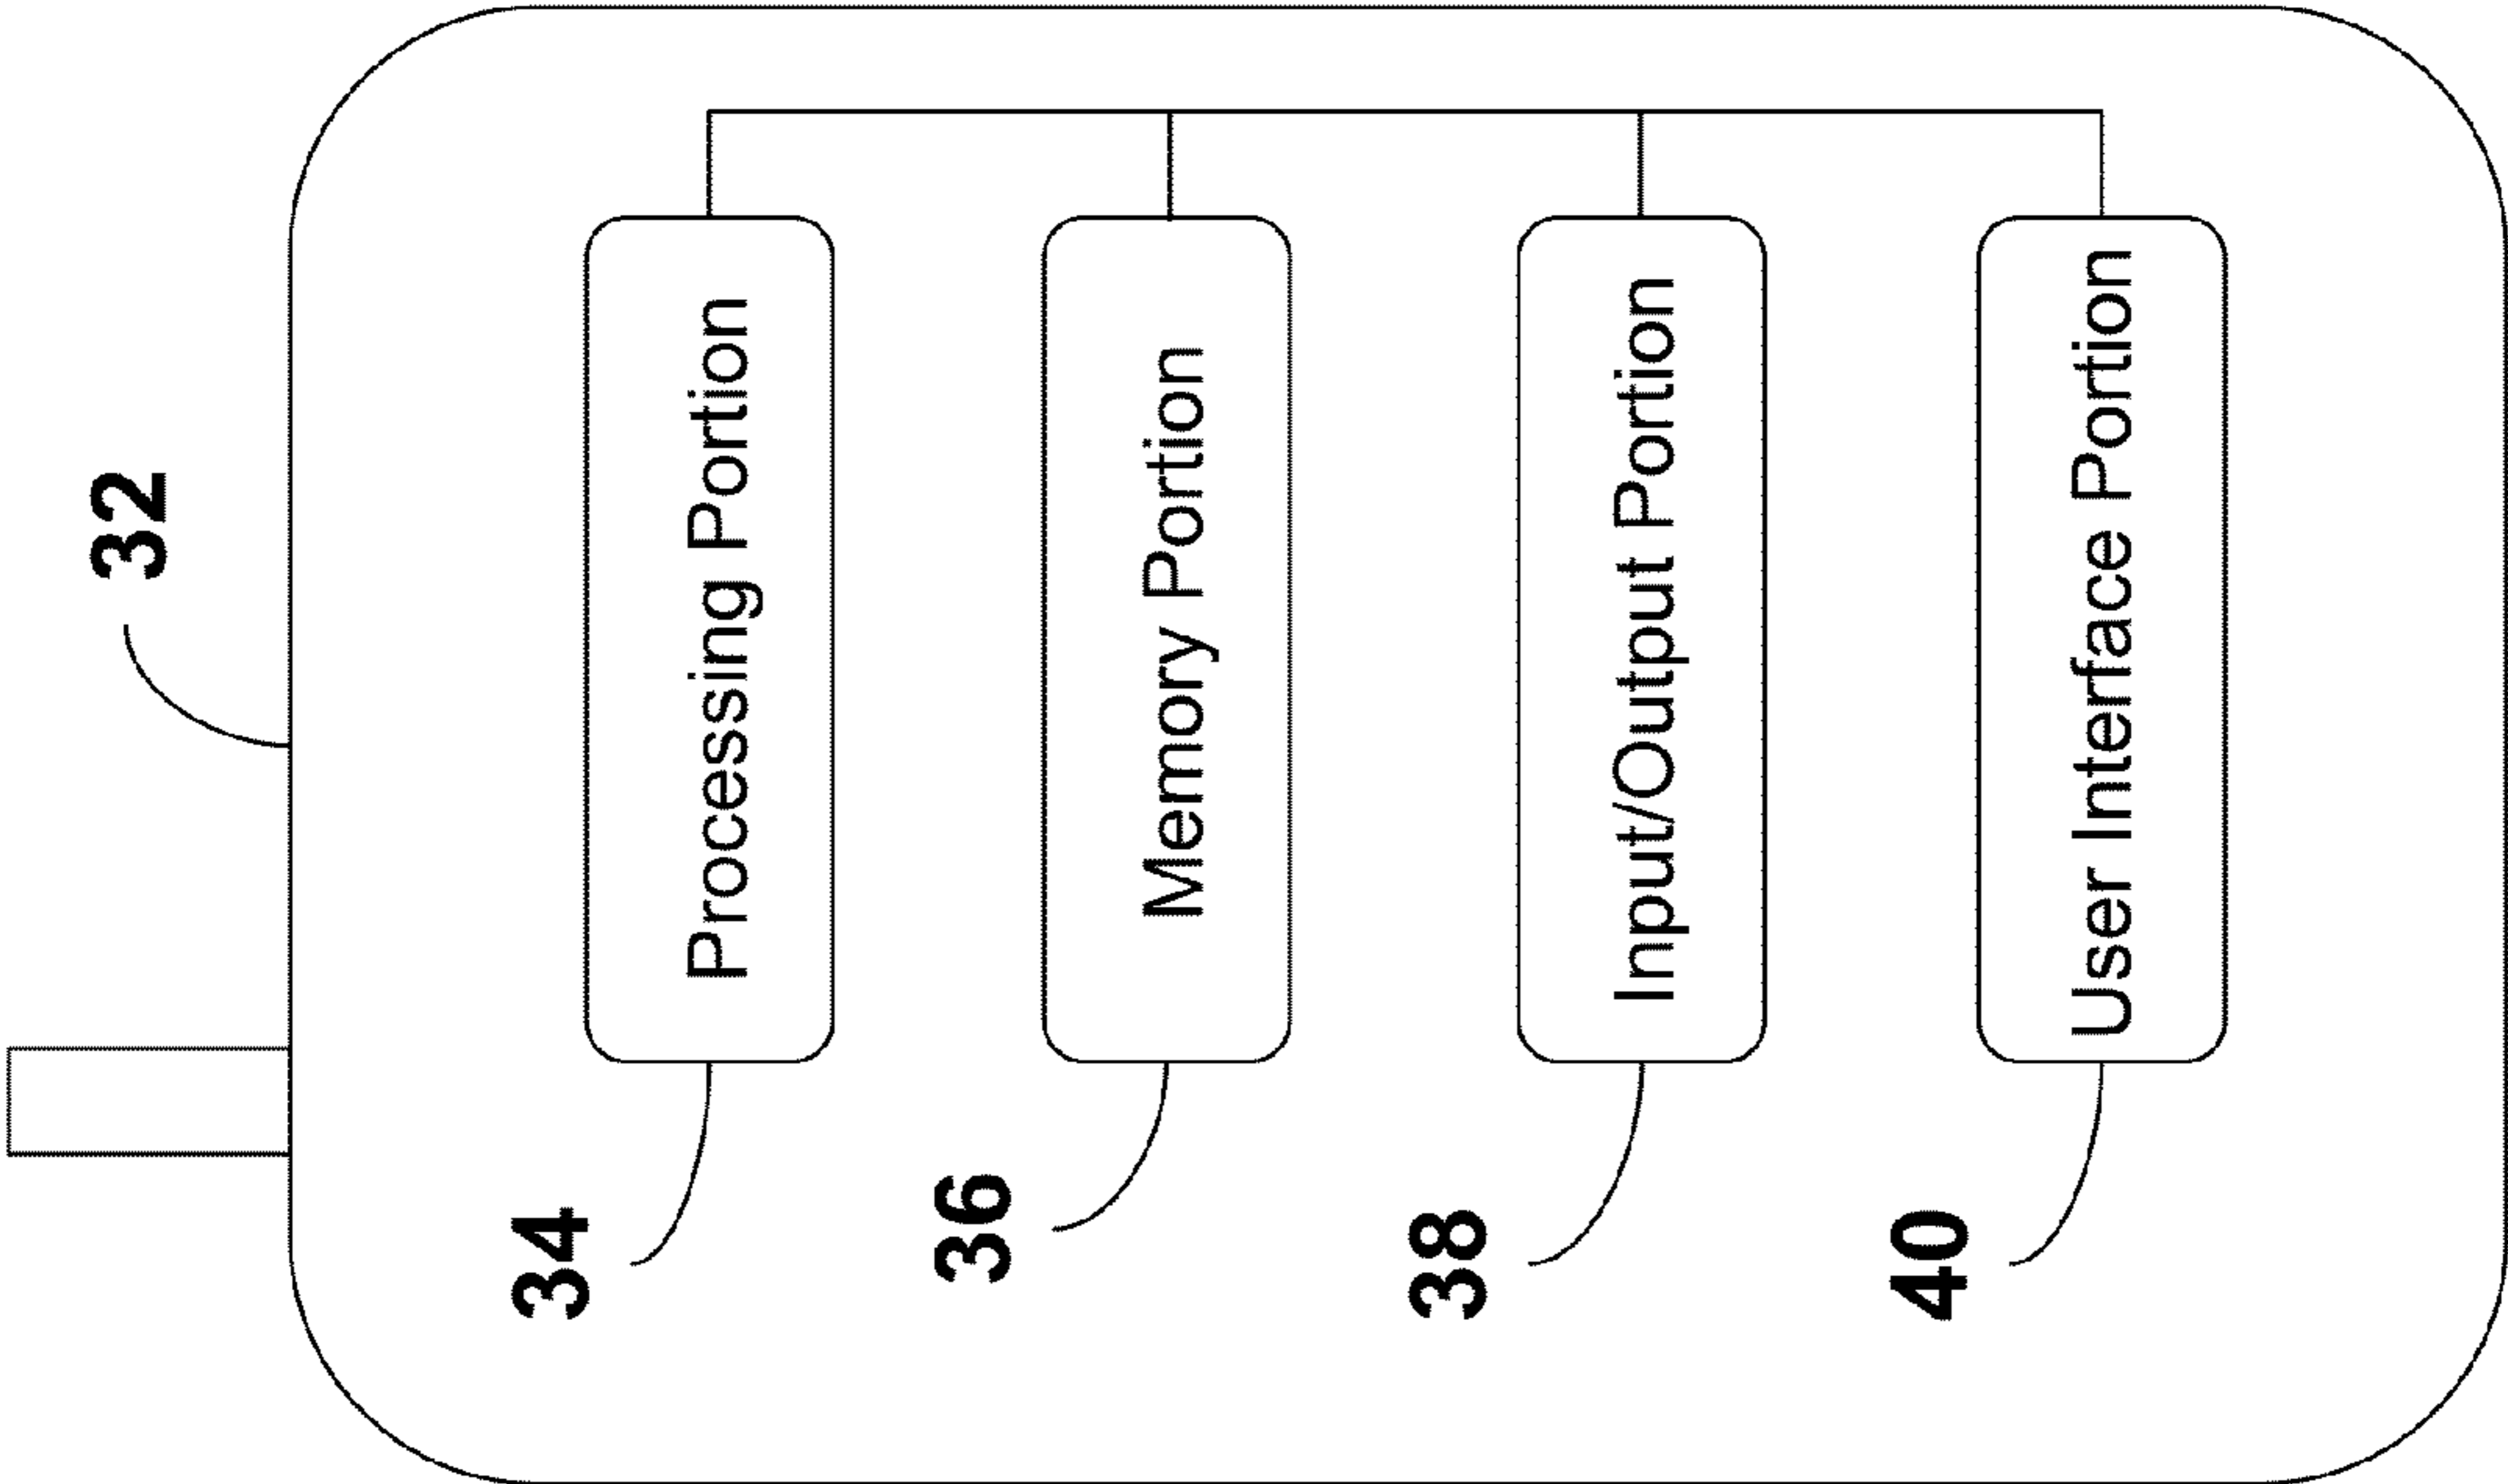 32
34
Processing Portion
36
Memory Portion
38
Input/Output Portion
40
User Interface Portion